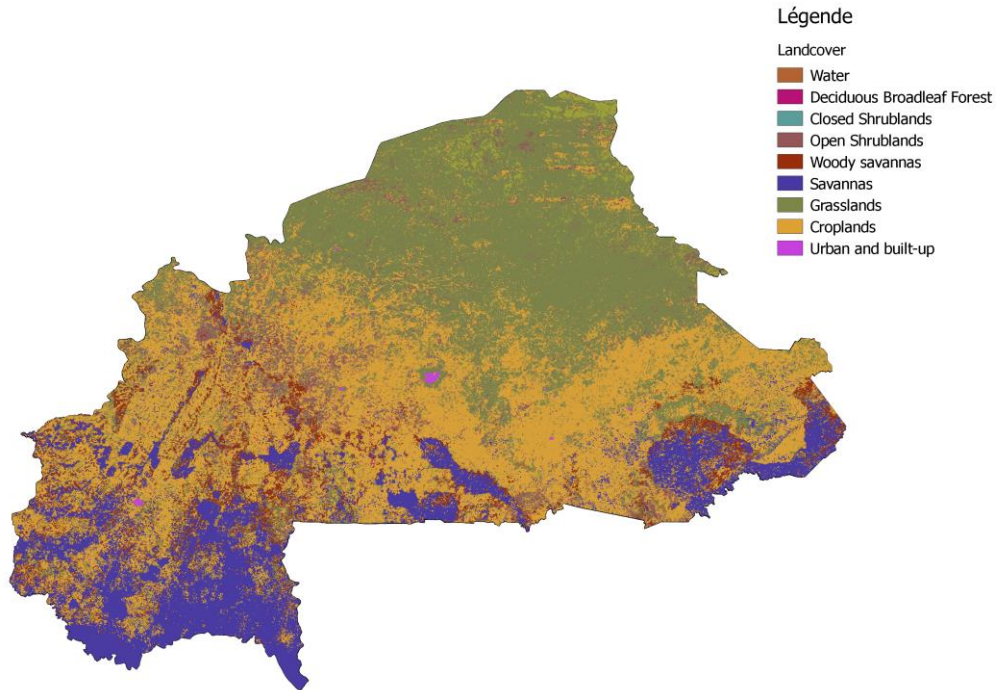 Légende
Landcover
Water
Deciduous Broadleaf Forest
Closed Shrublands
Open Shrublands
Woody savannas
Savannas
Grasslands
Croplands
Urban and built-up